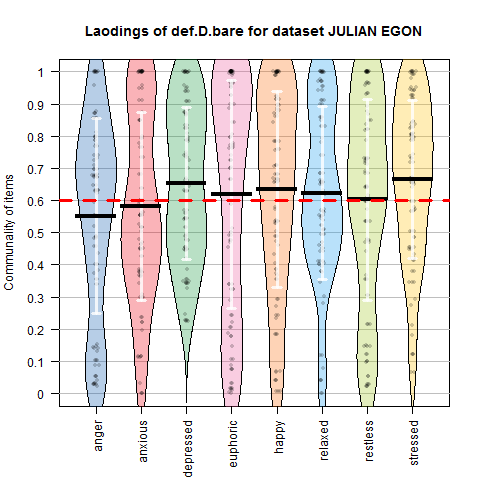 Laodings of def.D.bare for dataset JULIAN EGON
Communality of items
1
0.9
0.8
0.7
0.6
0.5
0.4
0.3
0.2
0.1
0
anger
anxious
depressed
euphoric
happy
relaxed
restless
stressed